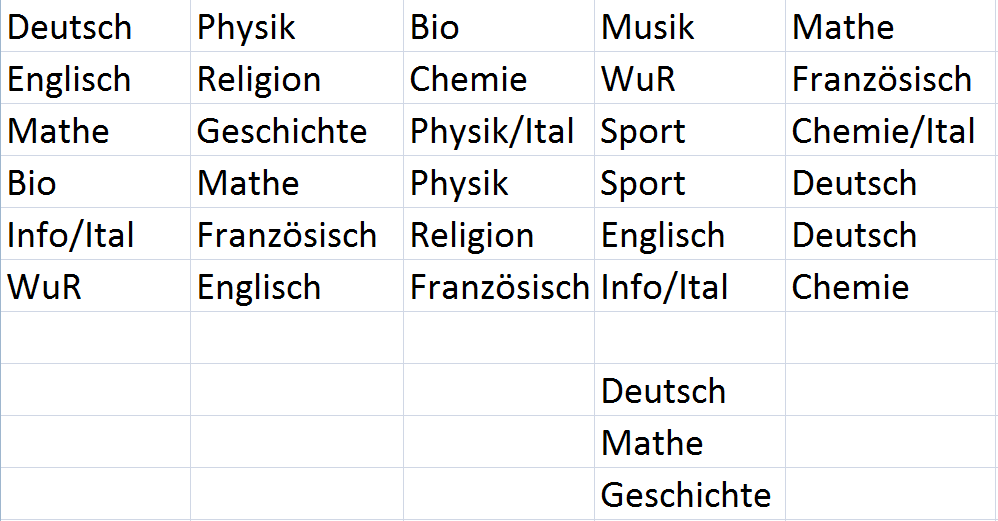 Deutsch Physik Bio Musik Mathe
Englisch Religion Chemie WuR Französisch
Mathe Geschichte Physik/Ital Sport Chemie/Ital
Bio Mathe Physik Sport Deutsch
Info/Ital Französisch Religion Englisch Deutsch
WuR Englisch Französisch Info/Ital Chemie
Deutsch
Mathe
Geschichte